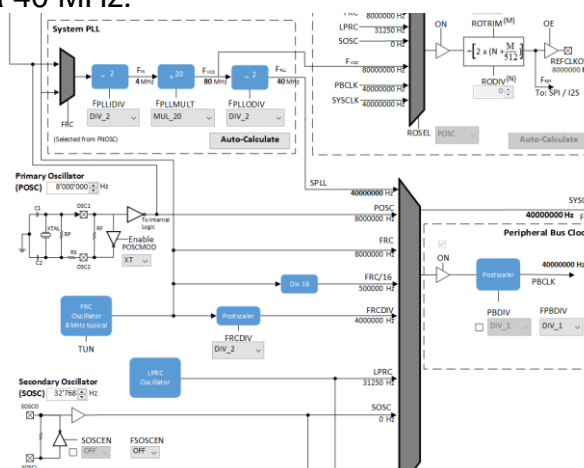 a 40 MHz.
System PLL
÷ 2
F_IN
4 MHz
x 20
F_VCO
80 MHz
÷ 2
F_PLL
40 MHz
FRC
FPLLIDIV
FPLLMULT
FPLLODIV
DIV_2
MUL_20
DIV_2
(Selected from FNOSC)
Auto-Calculate
FRC
8000000 Hz
LPRC
31250 Hz
SOSC
0 Hz
F_VCO
80000000 Hz
PBCLK
40000000 Hz
SYSCLK
40000000 Hz
ROSEL
POSC
ON
ROTRIM (M)
÷ [2 x (N + M/512)]
RODIV (N)
0
OE
REFCLKO
8000000 H
F_REF
To: SPI / I2S
Auto-Calculate
Primary Oscillator
(POSC)
8'000'000
Hz
C1
OSC1
XTAL
RP
RF
To Internal
Logic
Enable
POSCMOD
XT
C2
RS
OSC2
SPLL
40000000 Hz
POSC
8000000 Hz
FRC
8000000 Hz
Div 16
FRC/16
500000 Hz
FRC
Oscillator
8 MHz typical
TUN
Postscaler
FRCDIV
DIV_2
FRCDIV
4000000 Hz
LPRC
Oscillator
LPRC
31250 Hz
Secondary Oscillator
(SOSC)
32'768
Hz
SOSCO
SOSCI
SOSCEN
OFF
FSOSCEN
OFF
SOSC
0 Hz
SYSC
40000000 Hz
F
Peripheral Bus Cloc
ON
Postscaler
40000000 Hz
PBCLK
PBDIV
DIV_1
FPBDIV
DIV_1